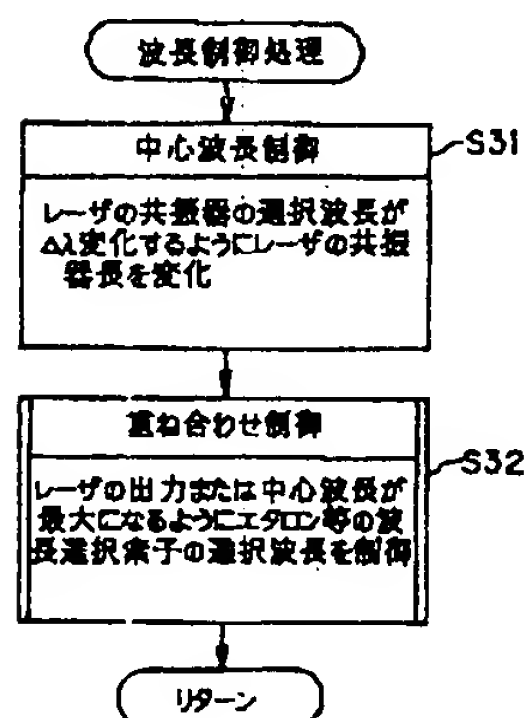 波長制御処理
中心波長制御
S31
レーザの共振器の選択波長が
Δλ変化するようにレーザの共振
器長を変化
重ね合わせ制御
S32
レーザの出力または中心波長が
最大になるようにエタロン等の波
長選択素子の選択波長を制御
リターン